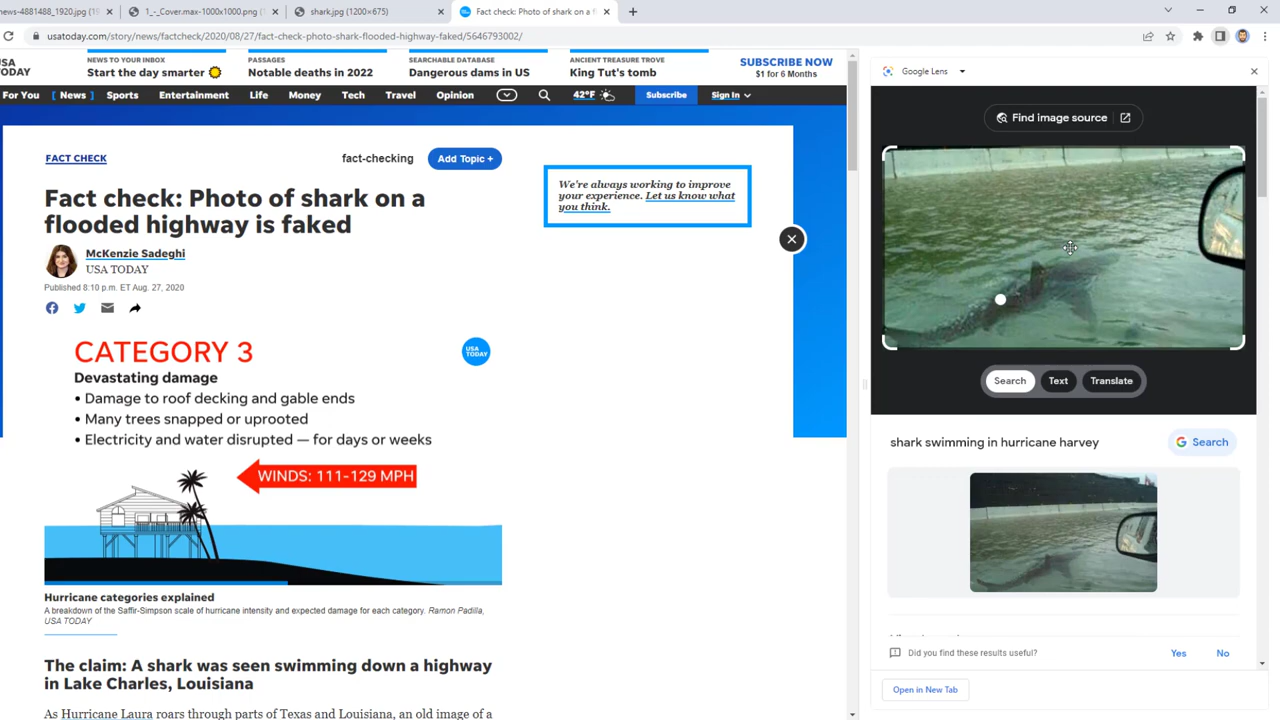 news-4881488_1920.jpg (19
1_-_Cover.max-1000x1000.png (1
shark.jpg (1200×675)
Fact check: Photo of shark on a f
usatoday.com/story/news/factcheck/2020/08/27/fact-check-photo-shark-flooded-highway-faked/5646793002/
USA
TODAY
NEWS TO YOUR INBOX
Start the day smarter
PASSAGES
Notable deaths in 2022
SEARCHABLE DATABASE
Dangerous dams in US
ANCIENT TREASURE TROVE
King Tut's tomb
SUBSCRIBE NOW
$1 for 6 Months
For You
[ News ]
Sports
Entertainment
Life
Money
Tech
Travel
Opinion
42°F
Subscribe
Sign In
FACT CHECK
fact-checking
Add Topic +
Fact check: Photo of shark on a
flooded highway is faked
McKenzie Sadeghi
USA TODAY
Published 8:10 p.m. ET Aug. 27, 2020
We're always working to improve
your experience. Let us know what
you think.
CATEGORY 3
USA
TODAY
Devastating damage
• Damage to roof decking and gable ends
• Many trees snapped or uprooted
• Electricity and water disrupted — for days or weeks
WINDS: 111-129 MPH
Hurricane categories explained
A breakdown of the Saffir-Simpson scale of hurricane intensity and expected damage for each category. Ramon Padilla,
USA TODAY
The claim: A shark was seen swimming down a highway
in Lake Charles, Louisiana
As Hurricane Laura roars through parts of Texas and Louisiana, an old image of a
Google Lens
Find image source
Search
Text
Translate
shark swimming in hurricane harvey
Search
Did you find these results useful?
Yes
No
Open in New Tab